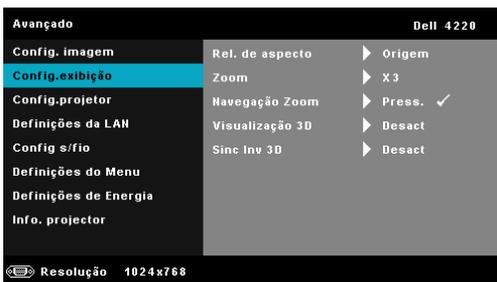 Avançado Dell 4220
Config. imagem
Config.exibição
Config.projetor
Definições da LAN
Config s/fio
Definições do Menu
Definições de Energia
Info. projector
Rel. de aspecto Origem
Zoom X3
Navegação Zoom Press. ✓
Visualização 3D Desact
Sinc Inv 3D Desact
Resolução 1024x768